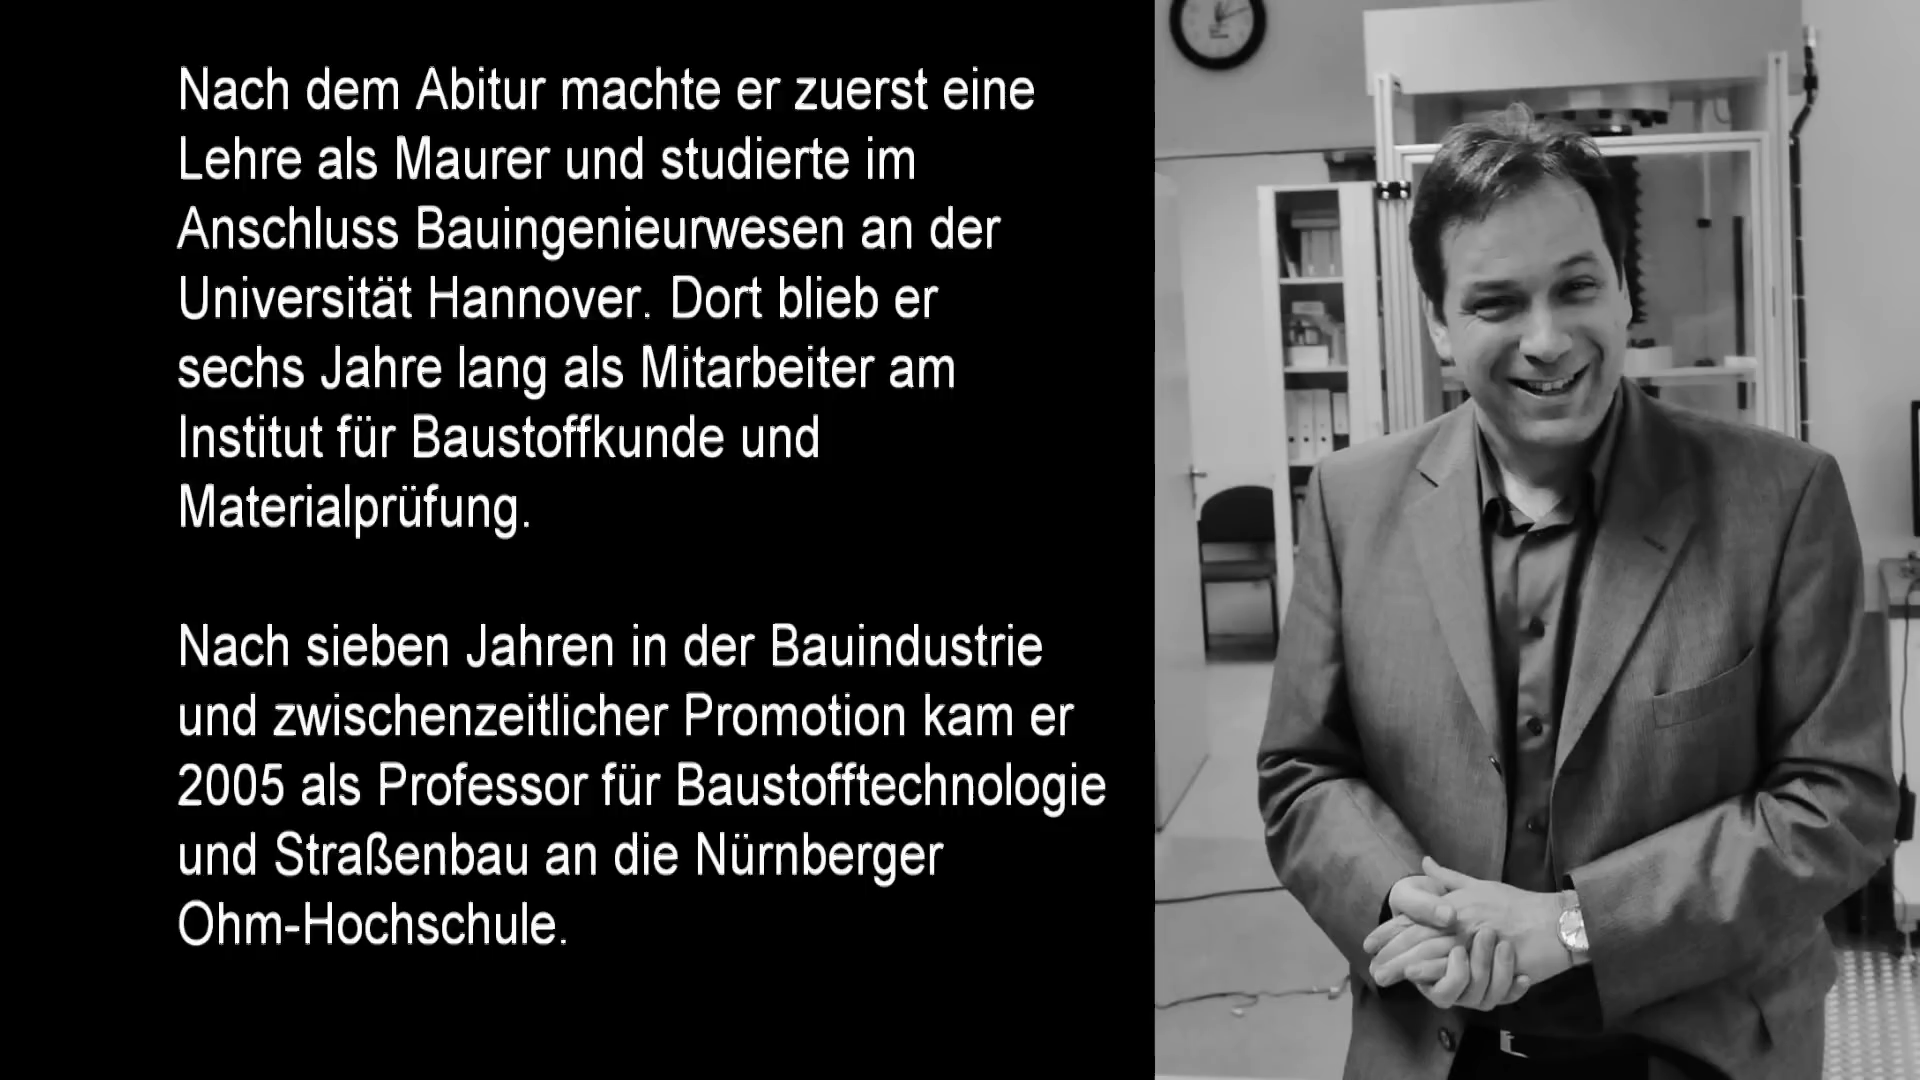 Nach dem Abitur machte er zuerst eine
Lehre als Maurer und studierte im
Anschluss Bauingenieurwesen an der
Universität Hannover. Dort blieb er
sechs Jahre lang als Mitarbeiter am
Institut für Baustoffkunde und
Materialprüfung.
Nach sieben Jahren in der Bauindustrie
und zwischenzeitlicher Promotion kam er
2005 als Professor für Baustofftechnologie
und Straßenbau an die Nürnberger
Ohm-Hochschule.